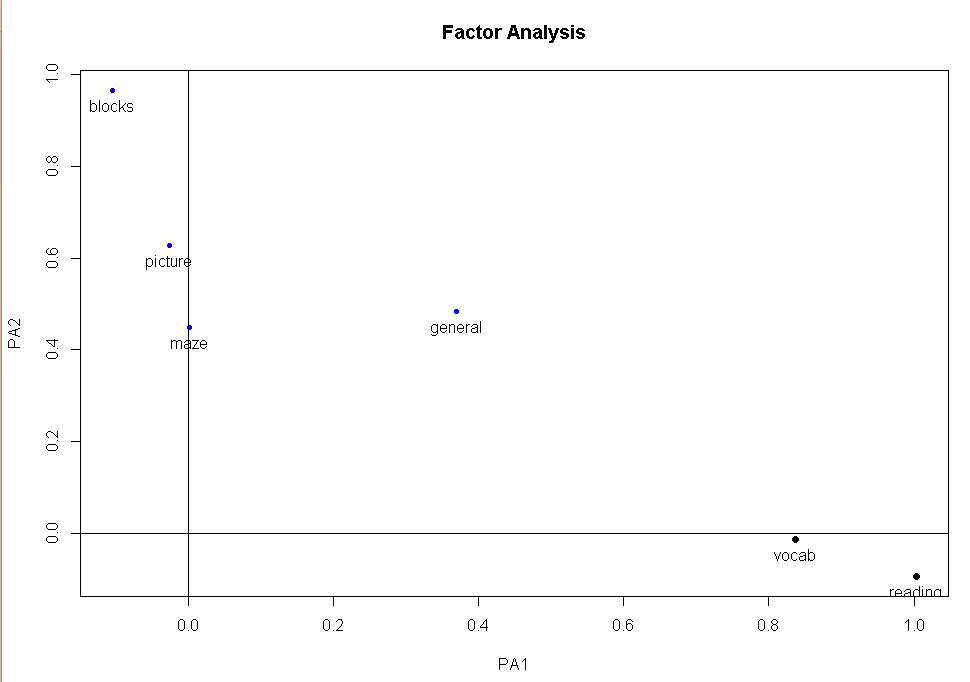 Factor Analysis
1.0
blocks
0.8
0.6
picture
PA2
general
0.4
maze
0.2
0.0
vocab
reading
0.0 0.2 0.4 0.6 0.8 1.0
PA1